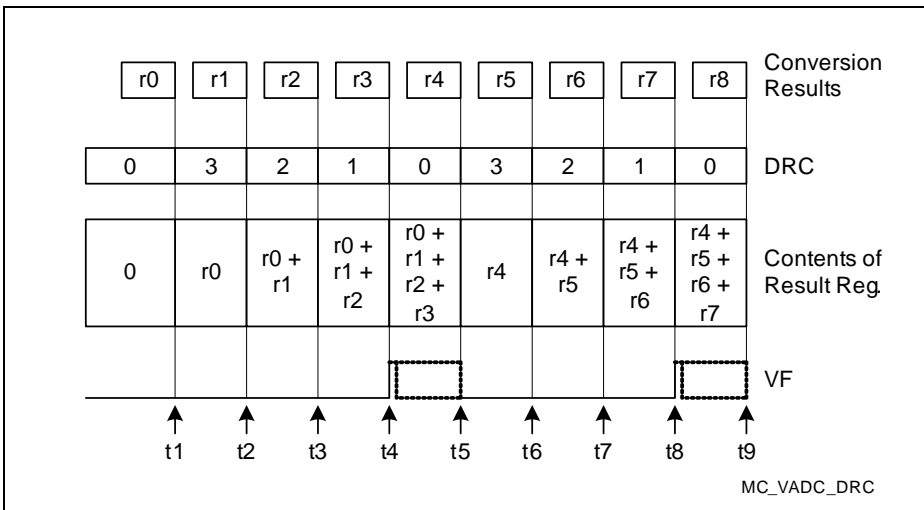 r0 r1 r2 r3 r4 r5 r6 r7 r8
Conversion
Results
0 3 2 1 0 3 2 1 0
DRC
0
r0
r0 +
r1
r0 +
r1 +
r2
r0 +
r1 +
r2 +
r3
r4
r4 +
r5
r4 +
r5 +
r6
r4 +
r5 +
r6 +
r7
Contents of
Result Reg.
VF
t1 t2 t3 t4 t5 t6 t7 t8 t9
MC_VADC_DRC